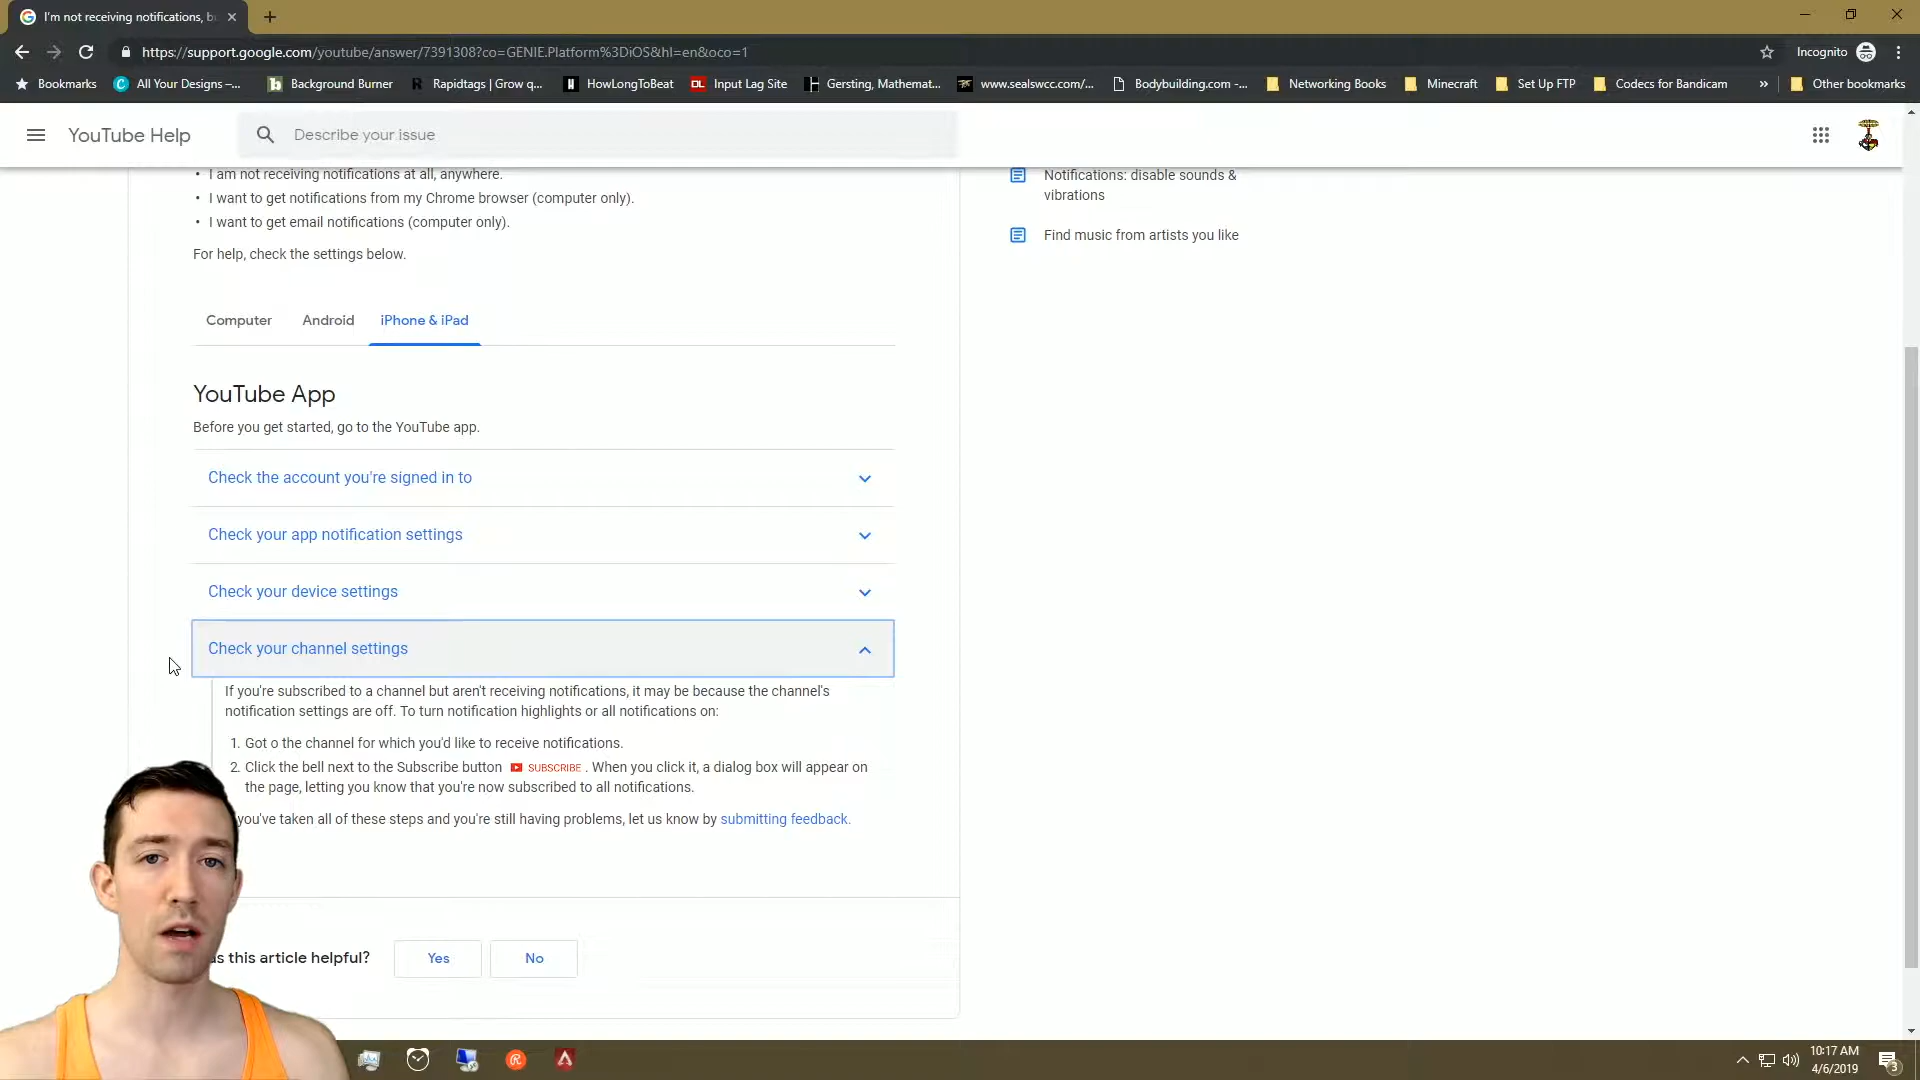 I'm not receiving notifications, b
https://support.google.com/youtube/answer/7391308?co=GENIE.Platform%3DiOS&hl=en&oco=1
Incognito
Bookmarks
All Your Designs –...
Background Burner
Rapidtags | Grow q...
HowLongToBeat
Input Lag Site
Gersting, Mathemat...
www.sealswcc.com/...
Bodybuilding.com -...
Networking Books
Minecraft
Set Up FTP
Codecs for Bandicam
»
Other bookmarks
YouTube Help
Describe your issue
• I am not receiving notifications at all, anywhere.
• I want to get notifications from my Chrome browser (computer only).
• I want to get email notifications (computer only).
For help, check the settings below.
Notifications: disable sounds &
vibrations
Find music from artists you like
Computer
Android
iPhone & iPad
YouTube App
Before you get started, go to the YouTube app.
Check the account you're signed in to
Check your app notification settings
Check your device settings
Check your channel settings
If you're subscribed to a channel but aren't receiving notifications, it may be because the channel's
notification settings are off. To turn notification highlights or all notifications on:
1. Got o the channel for which you'd like to receive notifications.
2. Click the bell next to the Subscribe button SUBSCRIBE . When you click it, a dialog box will appear on
the page, letting you know that you're now subscribed to all notifications.
you've taken all of these steps and you're still having problems, let us know by submitting feedback.
as this article helpful?
Yes
No
10:17 AM
4/6/2019
3